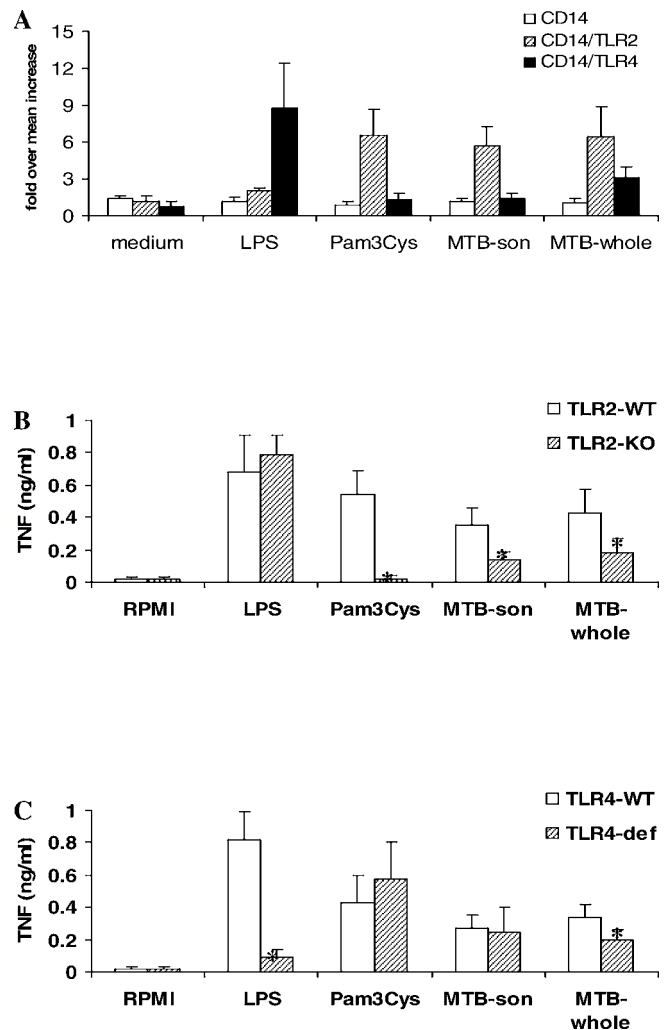 A
CD14
CD14/TLR2
CD14/TLR4
fold over mean increase
15
12
9
6
3
0
medium LPS Pam3Cys MTB-son MTB-whole
B
TLR2-WT
TLR2-KO
TNF (ng/ml)
1
0.8
0.6
0.4
0.2
0
* * *
RPMI LPS Pam3Cys MTB-son MTB-
whole
C
TLR4-WT
TLR4-def
TNF (ng/ml)
1
0.8
0.6
0.4
0.2
0
* *
RPMI LPS Pam3Cys MTB-son MTB-
whole